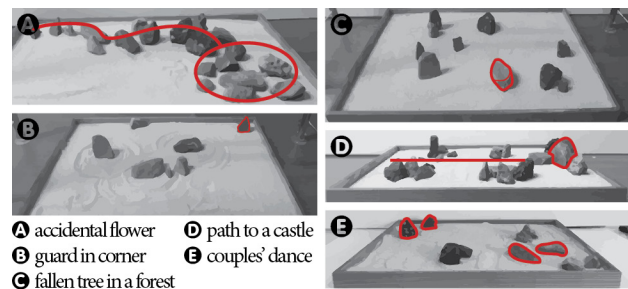 A
B
C
D
E
A accidental flower
B guard in corner
C fallen tree in a forest
D path to a castle
E couples' dance